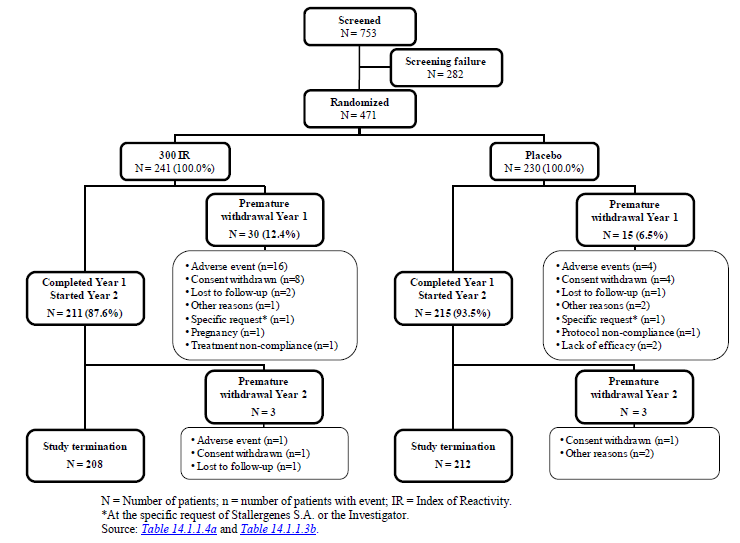 Screened
N= 753
Screening failure
N= 282
Randomized
N= 471
300 IR
N= 241 (100.0%)
Placebo
N= 230 (100.0%)
Premature
withdrawal Year 1
N= 30 (12.4%)
Premature
withdrawal Year 1
N= 15 (6.5%)
Completed Year 1
Started Year 2
N= 211 (87.6%)
• Adverse event (n=16)
• Consent withdrawn (n=8)
• Lost to follow-up (n=2)
• Other reasons (n=1)
• Specific request* (n=1)
• Pregnancy (n=1)
• Treatment non-compliance (n=1)
Completed Year 1
Started Year 2
N= 215 (93.5%)
• Adverse events (n=4)
• Consent withdrawn (n=4)
• Lost to follow-up (n=1)
• Other reasons (n=2)
• Specific request* (n=1)
• Protocol non-compliance (n=1)
• Lack of efficacy (n=2)
Premature
withdrawal Year 2
N= 3
Premature
withdrawal Year 2
N = 3
Study termination
N= 208
• Adverse event (n=1)
• Consent withdrawn (n=1)
• Lost to follow-up (n=1)
Study termination
N= 212
• Consent withdrawn (n=1)
• Other reasons (n=2)
N = Number of patients; n = number of patients with event; IR = Index of Reactivity.
*At the specific request of Stallergenes S.A. or the Investigator.
Source: Table 14.1.1.4a and Table 14.1.1.3b.